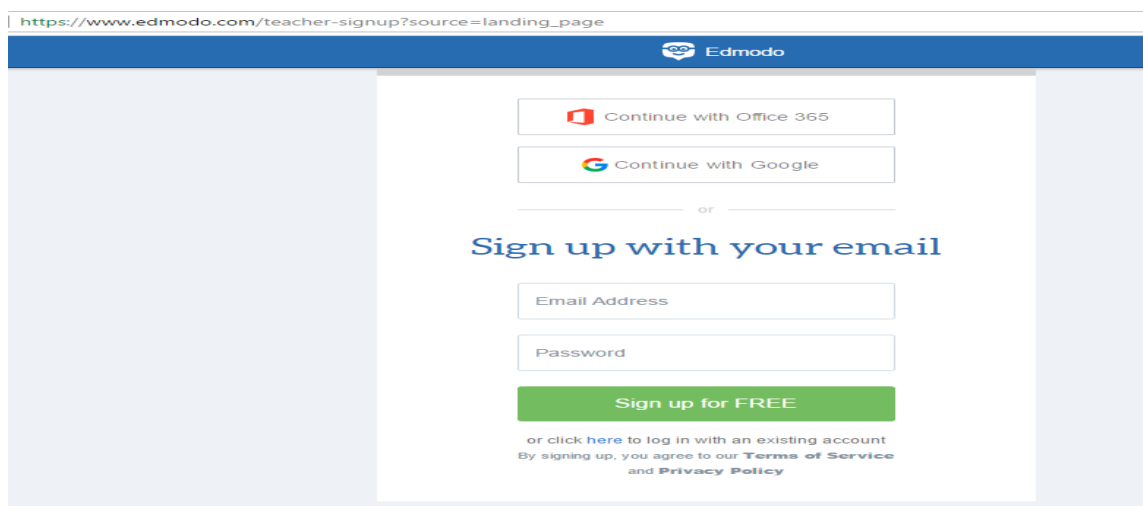 https://www.edmodo.com/teacher-signup?source=landing_page
Edmodo
Continue with Office 365
Continue with Google
or
Sign up with your email
Email Address
Password
Sign up for FREE
or click here to log in with an existing account
By signing up, you agree to our Terms of Service
and Privacy Policy